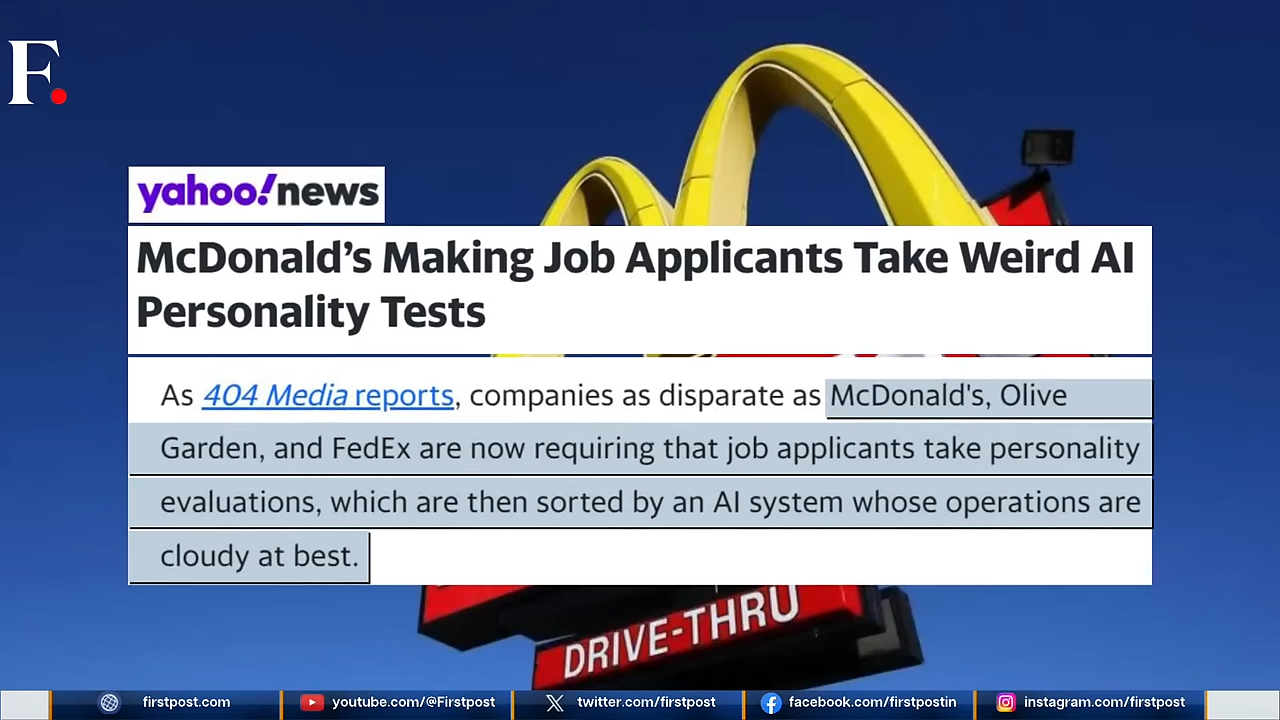 F.
yahoo!news
McDonald’s Making Job Applicants Take Weird AI
Personality Tests
As 404 Media reports, companies as disparate as McDonald's, Olive
Garden, and FedEx are now requiring that job applicants take personality
evaluations, which are then sorted by an AI system whose operations are
cloudy at best.
DRIVE-THRU
firstpost.com
youtube.com/@Firstpost
twitter.com/firstpost
facebook.com/firstpostin
instagram.com/firstpost